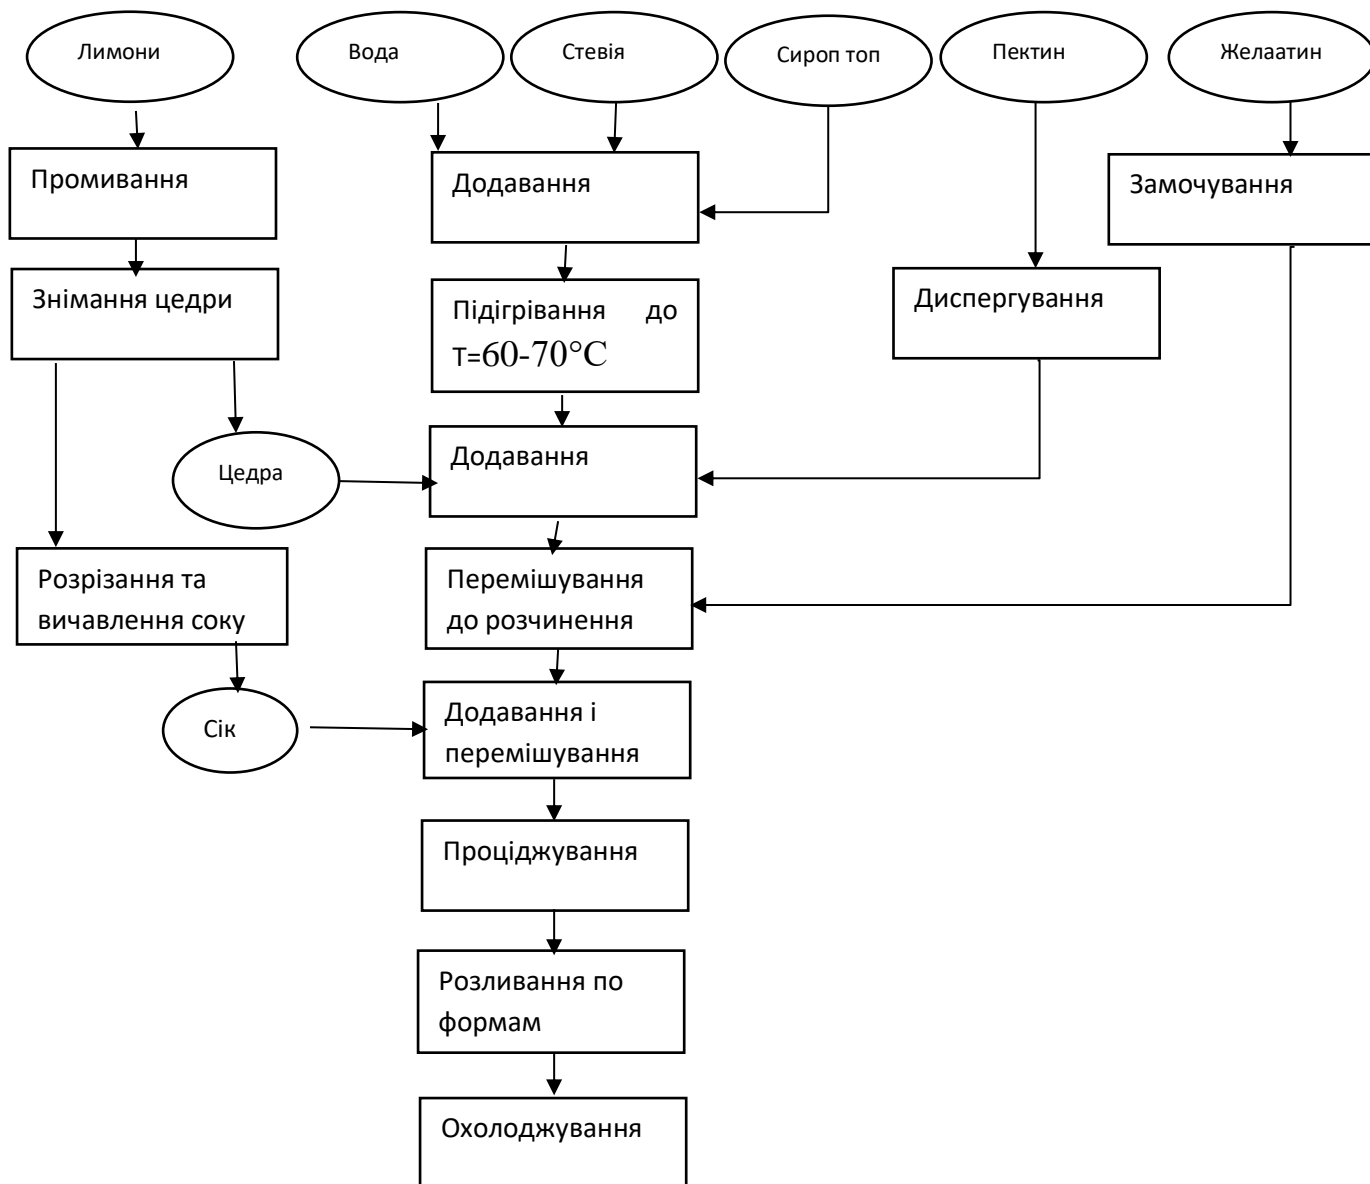 Лимони
Вода
Стевія
Сироп топ
Пектин
Желаатин
Промивання
Додавання
Замочування
Знімання цедри
Підігрівання до
т=60-70°C
Диспергування
Цедра
Додавання
Розрізання та
вичавлення соку
Перемішування
до розчинення
Сік
Додавання і
перемішування
Проціджування
Розливання по
формам
Охолоджування